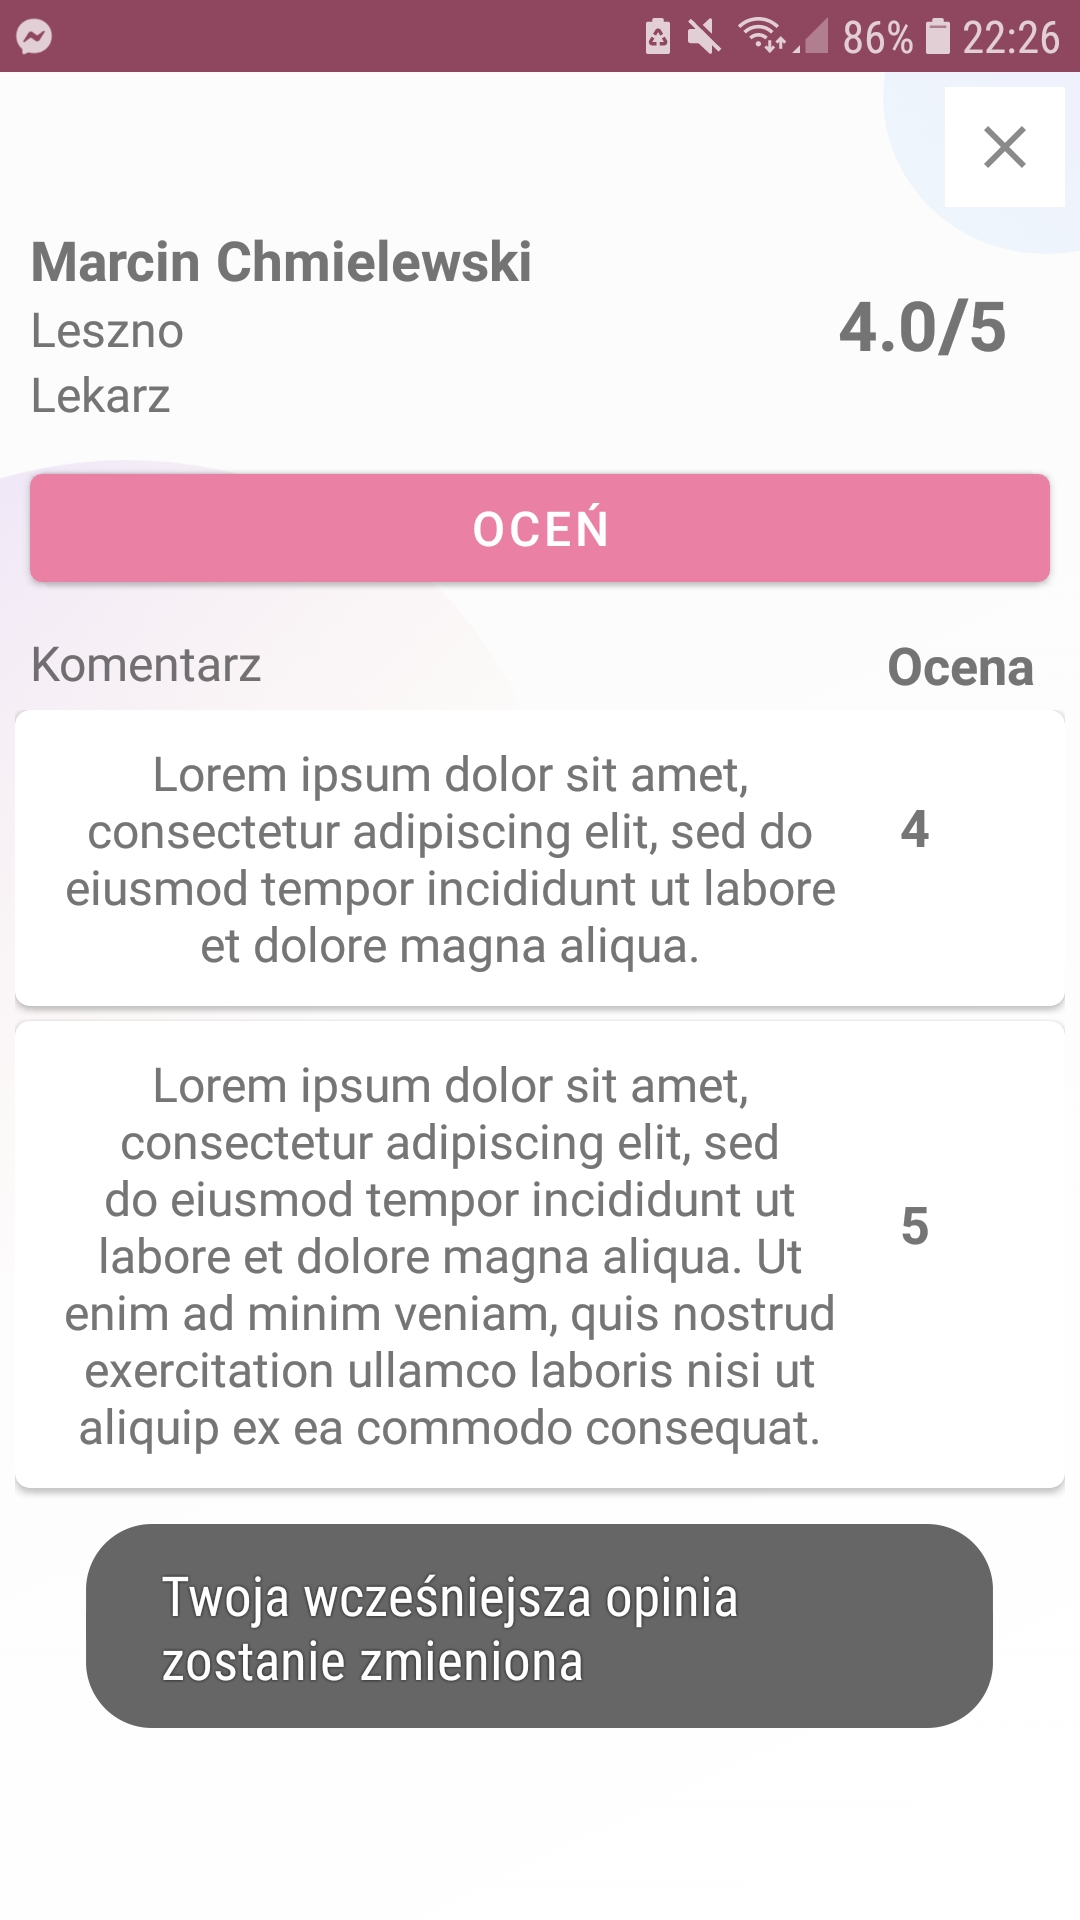 86% 22:26
Marcin Chmielewski
Leszno
4.0/5
Lekarz
OCEŃ
Komentarz Ocena
Lorem ipsum dolor sit amet,
consectetur adipiscing elit, sed do
eiusmod tempor incididunt ut labore
et dolore magna aliqua.
4
Lorem ipsum dolor sit amet,
consectetur adipiscing elit, sed
do eiusmod tempor incididunt ut
labore et dolore magna aliqua. Ut
enim ad minim veniam, quis nostrud
exercitation ullamco laboris nisi ut
aliquip ex ea commodo consequat.
5
Twoja wcześniejsza opinia
zostanie zmieniona